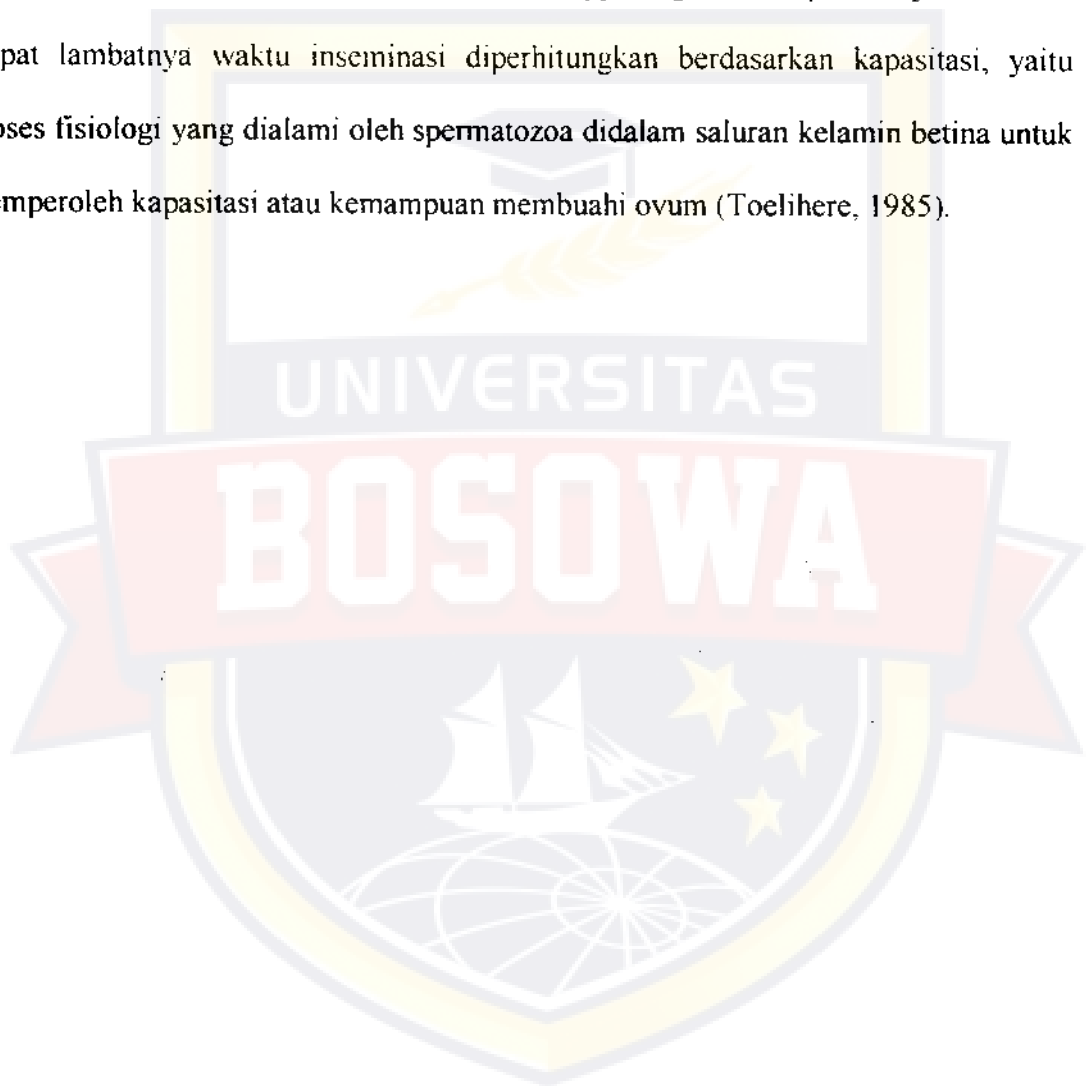 pat lambatnya waktu inseminasi diperhitungkan berdasarkan kapasitasi, yaitu
oses fisiologi yang dialami oleh spermatozoa didalam saluran kelamin betina untuk
emperoleh kapasitasi atau kemampuan membuahi ovum (Toelihere, 1985).
UNIVERSITAS
BOSOWA